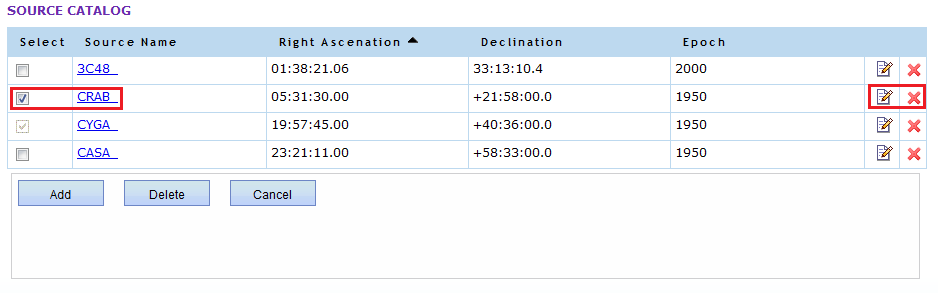 SOURCE CATALOG
Select Source Name Right Ascenation Declination Epoch
3C48 01:38:21.06 33:13:10.4 2000
CRAB 05:31:30.00 +21:58:00.0 1950
CYGA 19:57:45.00 +40:36:00.0 1950
CASA 23:21:11.00 +58:33:00.0 1950
Add Delete Cancel